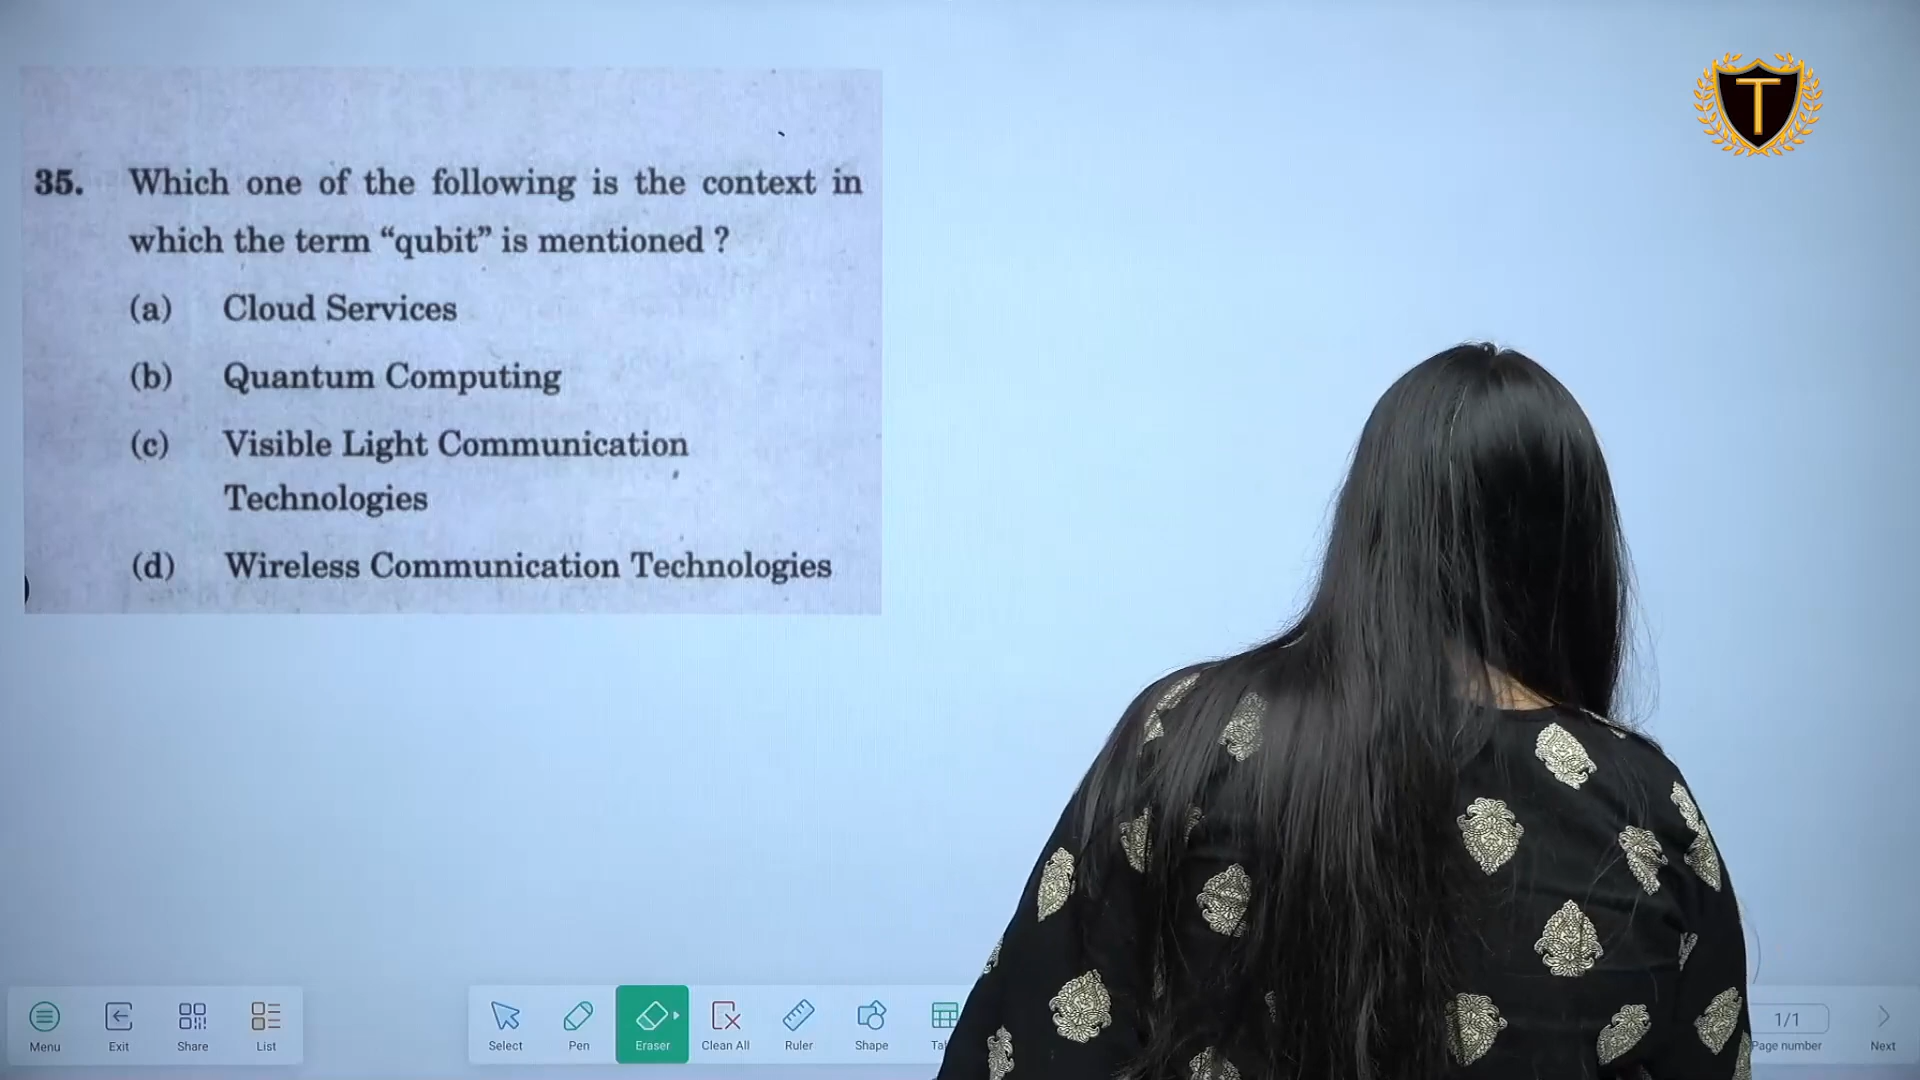 T
35. Which one of the following is the context in
which the term “qubit” is mentioned ?
(a) Cloud Services
(b) Quantum Computing
(c) Visible Light Communication
Technologies
(d) Wireless Communication Technologies
Menu Exit Share List
Select Pen Eraser Clean All Ruler Shape
1/1
Page number Next